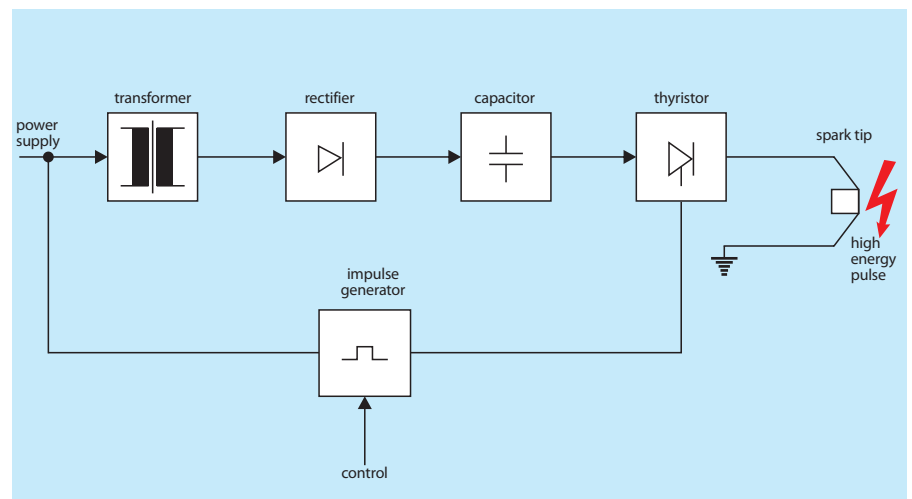 transformer
rectifier
capacitor
thyristor
power
supply
spark tip
high
energy
pulse
impulse
generator
control